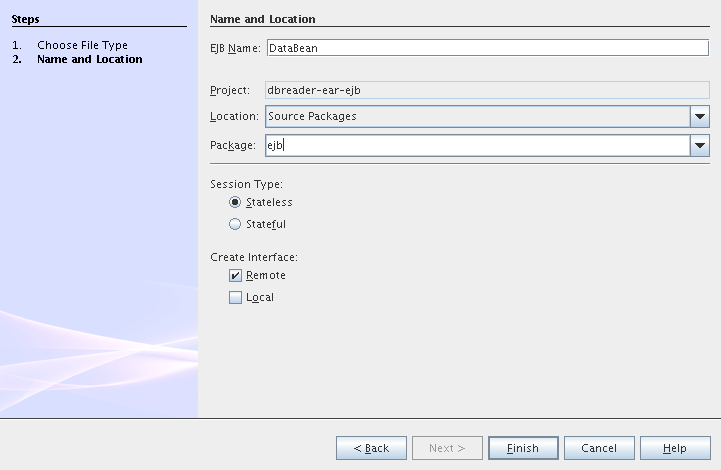 Steps
1. Choose File Type
2. Name and Location
Name and Location
EJB Name: DataBean
Project: dbreader-ear-ejb
Location: Source Packages
Package: ejb
Session Type:
Stateless
Stateful
Create Interface:
Remote
Local
< Back Next > Finish Cancel Help